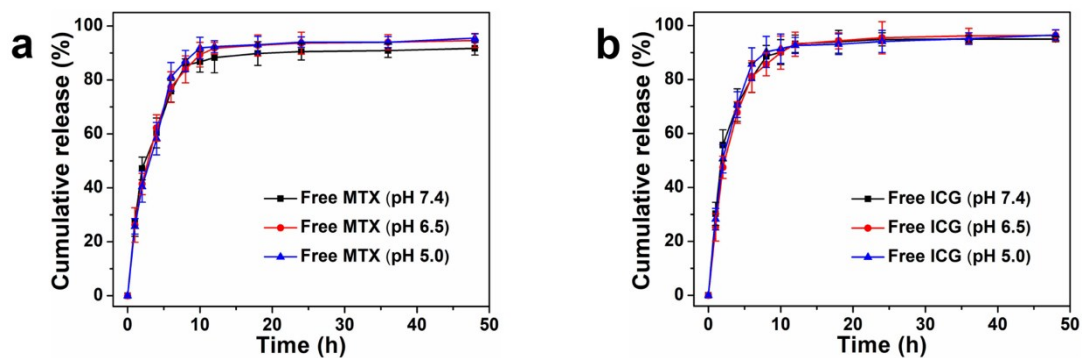 a
100
80
60
40
20
0
Cumulative release (%)
Free MTX (pH 7.4)
Free MTX (pH 6.5)
Free MTX (pH 5.0)
0 10 20 30 40 50
Time (h)
b
100
80
60
40
20
0
Cumulative release (%)
Free ICG (pH 7.4)
Free ICG (pH 6.5)
Free ICG (pH 5.0)
0 10 20 30 40 50
Time (h)